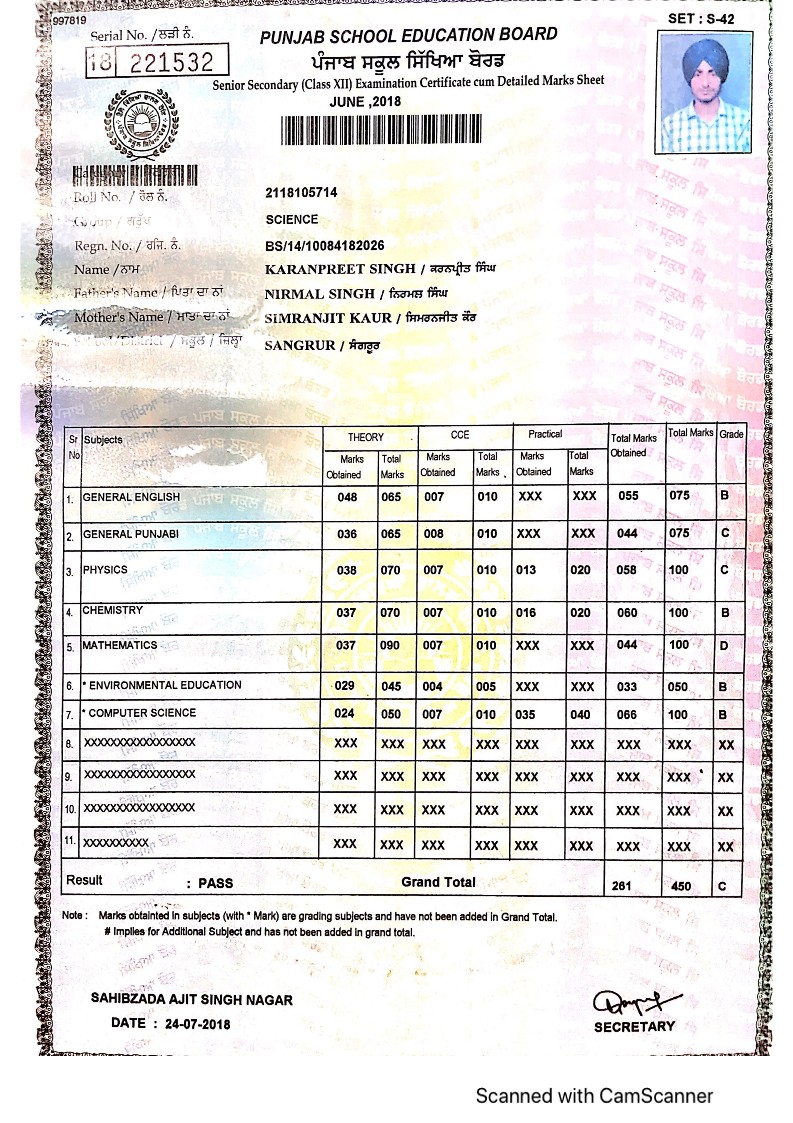 997819
SET : S-42
Serial No. /ਲੜੀ ਨੰ.
18 221532
PUNJAB SCHOOL EDUCATION BOARD
ਪੰਜਾਬ ਸਕੂਲ ਸਿੱਖਿਆ ਬੋਰਡ
Senior Secondary (Class XII) Examination Certificate cum Detailed Marks Sheet
JUNE ,2018
Roll No. / ਰੋਲ ਨੰ. 2118105714
SCIENCE
Regn. No. / ਰਜਿ. ਨੰ. BS/14/10084182026
Name /ਨਾਮ KARANPREET SINGH / ਕਰਨਪ੍ਰੀਤ ਸਿੰਘ
Father's Name / ਪਿਤਾ ਦਾ ਨਾਂ NIRMAL SINGH / ਨਿਰਮਲ ਸਿੰਘ
Mother's Name / ਮਾਤਾ ਦਾ ਨਾਂ SIMRANJIT KAUR / ਸਿਮਰਨਜੀਤ ਕੌਰ
/ ਸਕੂਲ / ਜ਼ਿਲ੍ਹਾ SANGRUR / ਸੰਗਰੂਰ
Sr No Subjects THEORY CCE Practical Total Marks Obtained Total Marks Grade
Marks Obtained Total Marks Marks Obtained Total Marks Marks Obtained Total Marks
1. GENERAL ENGLISH 048 065 007 010 XXX XXX 055 075 B
2. GENERAL PUNJABI 036 065 008 010 XXX XXX 044 075 C
3. PHYSICS 038 070 007 010 013 020 058 100 C
4. CHEMISTRY 037 070 007 010 016 020 060 100 B
5. MATHEMATICS 037 090 007 010 XXX XXX 044 100 D
6. * ENVIRONMENTAL EDUCATION 029 045 004 005 XXX XXX 033 050 B
7. * COMPUTER SCIENCE 024 050 007 010 035 040 066 100 B
8. XXXXXXXXXXXXXXXXX XXX XXX XXX XXX XXX XXX XXX XXX XX
9. XXXXXXXXXXXXXXXXX XXX XXX XXX XXX XXX XXX XXX XXX XX
10. XXXXXXXXXXXXXXXXX XXX XXX XXX XXX XXX XXX XXX XXX XX
11. XXXXXXXXXX XXX XXX XXX XXX XXX XXX XXX XXX XX
Result : PASS Grand Total 261 450 C
Note : Marks obtainted in subjects (with * Mark) are grading subjects and have not been added in Grand Total.
# Implies for Additional Subject and has not been added in grand total.
SAHIBZADA AJIT SINGH NAGAR
DATE : 24-07-2018
SECRETARY
Scanned with CamScanner